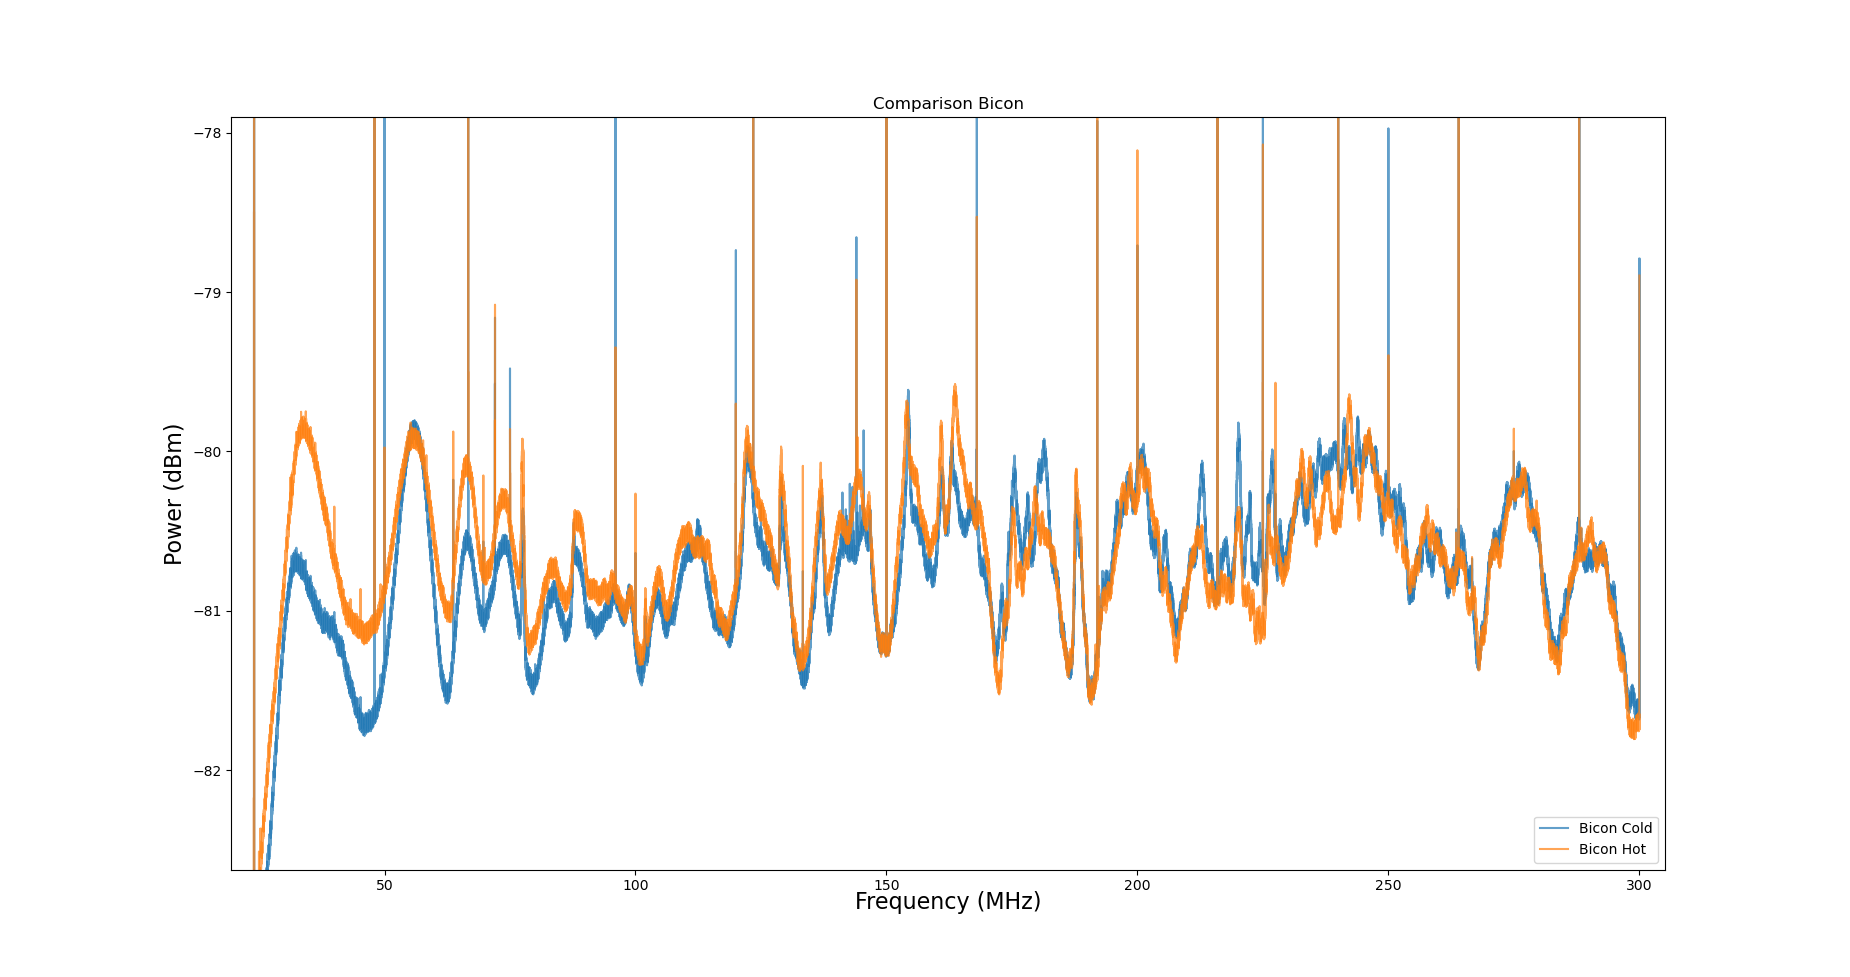 Comparison Bicon
Power (dBm)
−78
−79
−80
−81
−82
50 100 150 200 250 300
Frequency (MHz)
Bicon Cold
Bicon Hot